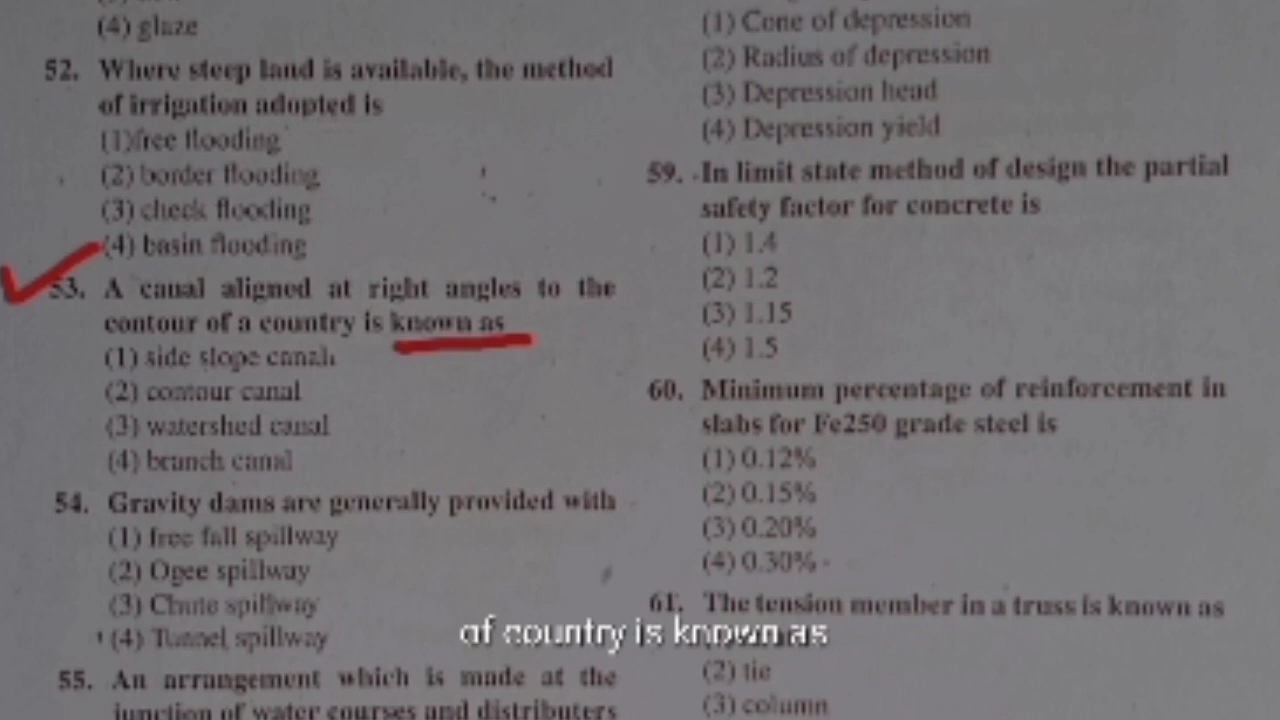 (4) glaze
52. Where steep land is available, the method
of irrigation adopted is
(1)free flooding
(2) border flooding
(3) check flooding
(4) basin flooding
53. A canal aligned at right angles to the
contour of a country is known as
(1) side slope canal
(2) contour canal
(3) watershed canal
(4) branch canal
54. Gravity dams are generally provided with
(1) free fall spillway
(2) Ogee spillway
(3) Chute spillway
(4) Tunnel spillway
55. An arrangement which is made at the
junction of water courses and distributers
(1) Cone of depression
(2) Radius of depression
(3) Depression head
(4) Depression yield
59. In limit state method of design the partial
safety factor for concrete is
(1) 1.4
(2) 1.2
(3) 1.15
(4) 1.5
60. Minimum percentage of reinforcement in
slabs for Fe250 grade steel is
(1) 0.12%
(2) 0.15%
(3) 0.20%
(4) 0.30%
61. The tension member in a truss is known as
(2) tie
(3) column
of country is known as